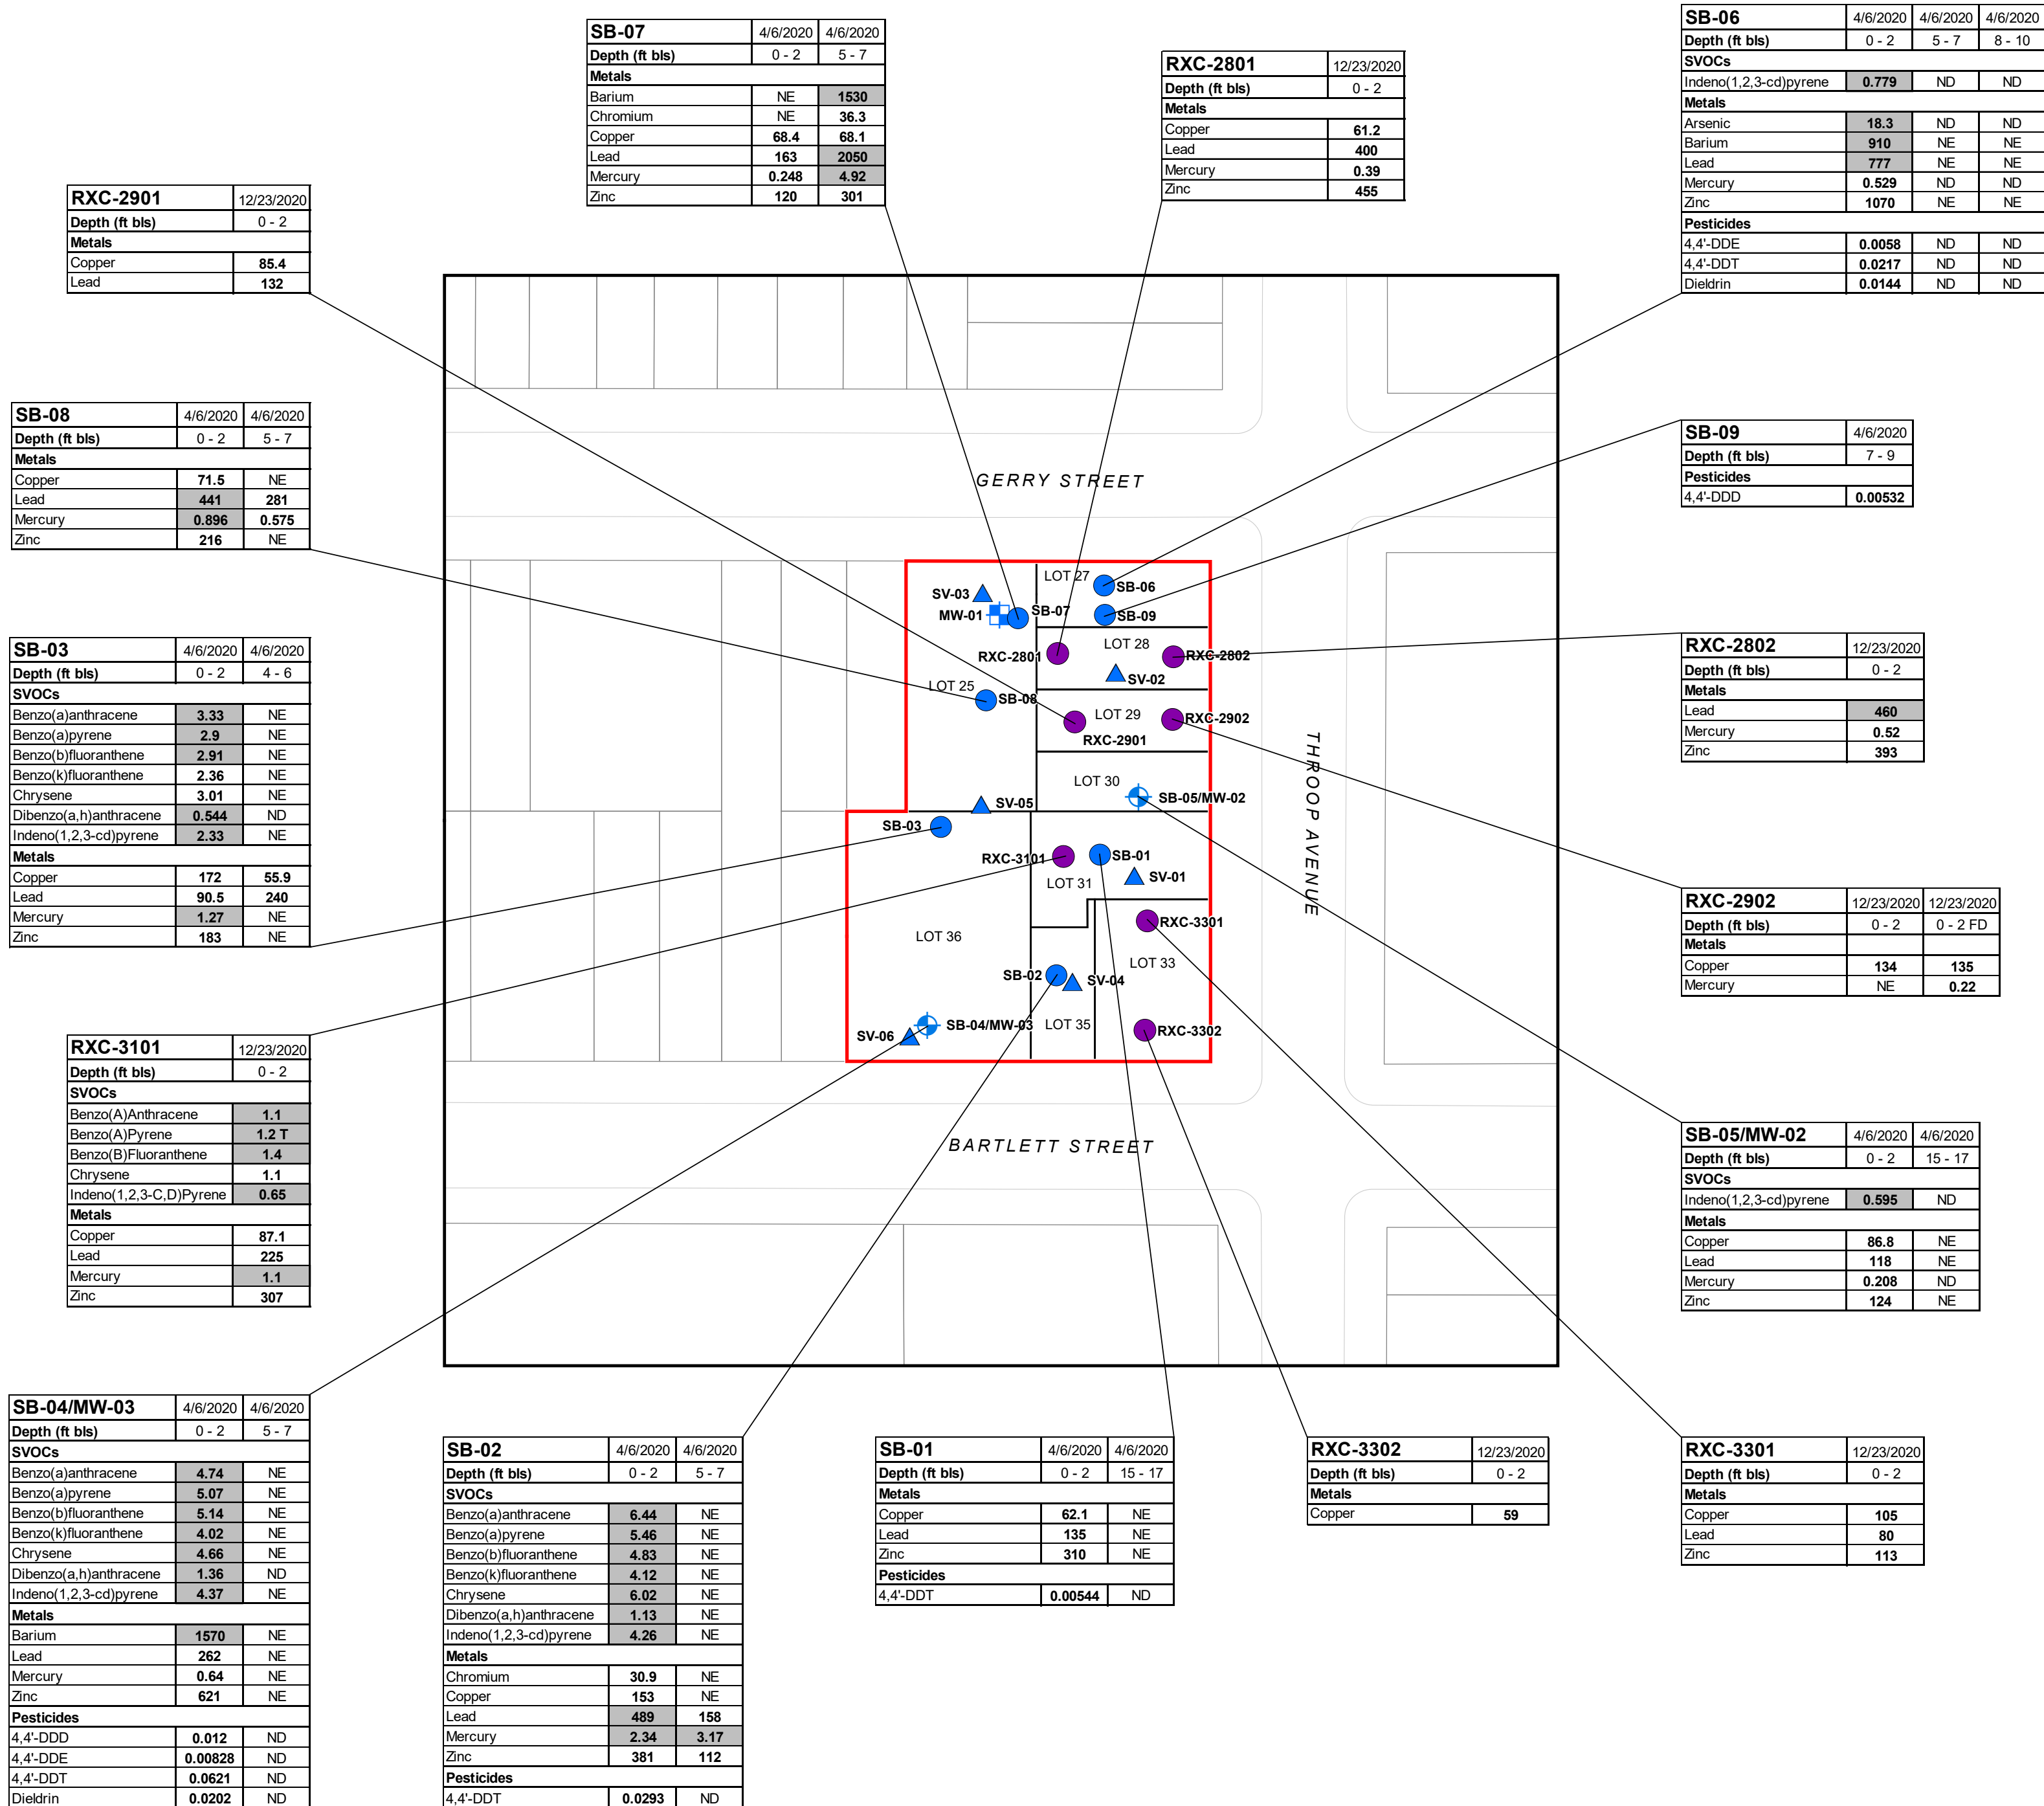 SB-07 4/6/2020 4/6/2020
Depth (ft bls) 0 - 2 5 - 7
Metals
Barium NE 1530
Chromium NE 36.3
Copper 68.4 68.1
Lead 163 2050
Mercury 0.248 4.92
Zinc 120 301
RXC-2801 12/23/2020
Depth (ft bls) 0 - 2
Metals
Copper 61.2
Lead 400
Mercury 0.39
Zinc 455
SB-06 4/6/2020 4/6/2020 4/6/2020
Depth (ft bls) 0 - 2 5 - 7 8 - 10
SVOCs
Indeno(1,2,3-cd)pyrene 0.779 ND ND
Metals
Arsenic 18.3 ND ND
Barium 910 NE NE
Lead 777 NE NE
Mercury 0.529 ND ND
Zinc 1070 NE NE
Pesticides
4,4'-DDE 0.0058 ND ND
4,4'-DDT 0.0217 ND ND
Dieldrin 0.0144 ND ND
RXC-2901 12/23/2020
Depth (ft bls) 0 - 2
Metals
Copper 85.4
Lead 132
SB-08 4/6/2020 4/6/2020
Depth (ft bls) 0 - 2 5 - 7
Metals
Copper 71.5 NE
Lead 441 281
Mercury 0.896 0.575
Zinc 216 NE
SB-09 4/6/2020
Depth (ft bls) 7 - 9
Pesticides
4,4'-DDD 0.00532
SB-03 4/6/2020 4/6/2020
Depth (ft bls) 0 - 2 4 - 6
SVOCs
Benzo(a)anthracene 3.33 NE
Benzo(a)pyrene 2.9 NE
Benzo(b)fluoranthene 2.91 NE
Benzo(k)fluoranthene 2.36 NE
Chrysene 3.01 NE
Dibenzo(a,h)anthracene 0.544 ND
Indeno(1,2,3-cd)pyrene 2.33 NE
Metals
Copper 172 55.9
Lead 90.5 240
Mercury 1.27 NE
Zinc 183 NE
GERRY STREET
LOT 27
SV-03
SB-06
MW-01
SB-07
SB-09
LOT 28
RXC-2801
RXC-2802
SV-02
LOT 25
SB-08
LOT 29
RXC-2902
RXC-2901
LOT 30
SV-05
SB-05/MW-02
SB-03
RXC-3101
SB-01
SV-01
LOT 31
RXC-3301
LOT 36
LOT 33
SB-02
SV-04
SB-04/MW-03
LOT 35
SV-06
RXC-3302
THROOP AVENUE
BARTLETT STREET
RXC-2802 12/23/2020
Depth (ft bls) 0 - 2
Metals
Lead 460
Mercury 0.52
Zinc 393
RXC-2902 12/23/2020 12/23/2020
Depth (ft bls) 0 - 2 0 - 2 FD
Metals
Copper 134 135
Mercury NE 0.22
RXC-3101 12/23/2020
Depth (ft bls) 0 - 2
SVOCs
Benzo(A)Anthracene 1.1
Benzo(A)Pyrene 1.2 T
Benzo(B)Fluoranthene 1.4
Chrysene 1.1
Indeno(1,2,3-C,D)Pyrene 0.65
Metals
Copper 87.1
Lead 225
Mercury 1.1
Zinc 307
SB-05/MW-02 4/6/2020 4/6/2020
Depth (ft bls) 0 - 2 15 - 17
SVOCs
Indeno(1,2,3-cd)pyrene 0.595 ND
Metals
Copper 86.8 NE
Lead 118 NE
Mercury 0.208 ND
Zinc 124 NE
SB-04/MW-03 4/6/2020 4/6/2020
Depth (ft bls) 0 - 2 5 - 7
SVOCs
Benzo(a)anthracene 4.74 NE
Benzo(a)pyrene 5.07 NE
Benzo(b)fluoranthene 5.14 NE
Benzo(k)fluoranthene 4.02 NE
Chrysene 4.66 NE
Dibenzo(a,h)anthracene 1.36 ND
Indeno(1,2,3-cd)pyrene 4.37 NE
Metals
Barium 1570 NE
Lead 262 NE
Mercury 0.64 NE
Zinc 621 NE
Pesticides
4,4'-DDD 0.012 ND
4,4'-DDE 0.00828 ND
4,4'-DDT 0.0621 ND
Dieldrin 0.0202 ND
SB-02 4/6/2020 4/6/2020
Depth (ft bls) 0 - 2 5 - 7
SVOCs
Benzo(a)anthracene 6.44 NE
Benzo(a)pyrene 5.46 NE
Benzo(b)fluoranthene 4.83 NE
Benzo(k)fluoranthene 4.12 NE
Chrysene 6.02 NE
Dibenzo(a,h)anthracene 1.13 NE
Indeno(1,2,3-cd)pyrene 4.26 NE
Metals
Chromium 30.9 NE
Copper 153 NE
Lead 489 158
Mercury 2.34 3.17
Zinc 381 112
Pesticides
4,4'-DDT 0.0293 ND
SB-01 4/6/2020 4/6/2020
Depth (ft bls) 0 - 2 15 - 17
Metals
Copper 62.1 NE
Lead 135 NE
Zinc 310 NE
Pesticides
4,4'-DDT 0.00544 ND
RXC-3302 12/23/2020
Depth (ft bls) 0 - 2
Metals
Copper 59
RXC-3301 12/23/2020
Depth (ft bls) 0 - 2
Metals
Copper 105
Lead 80
Zinc 113